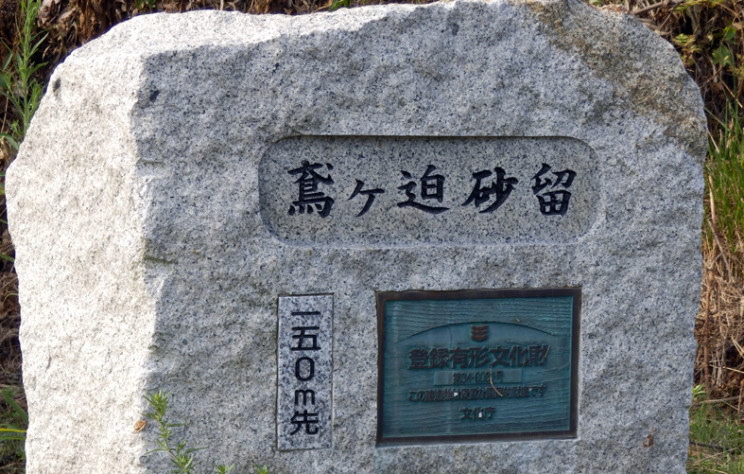 鳶ヶ迫砂留
一五〇m先
登録有形文化財
文化庁